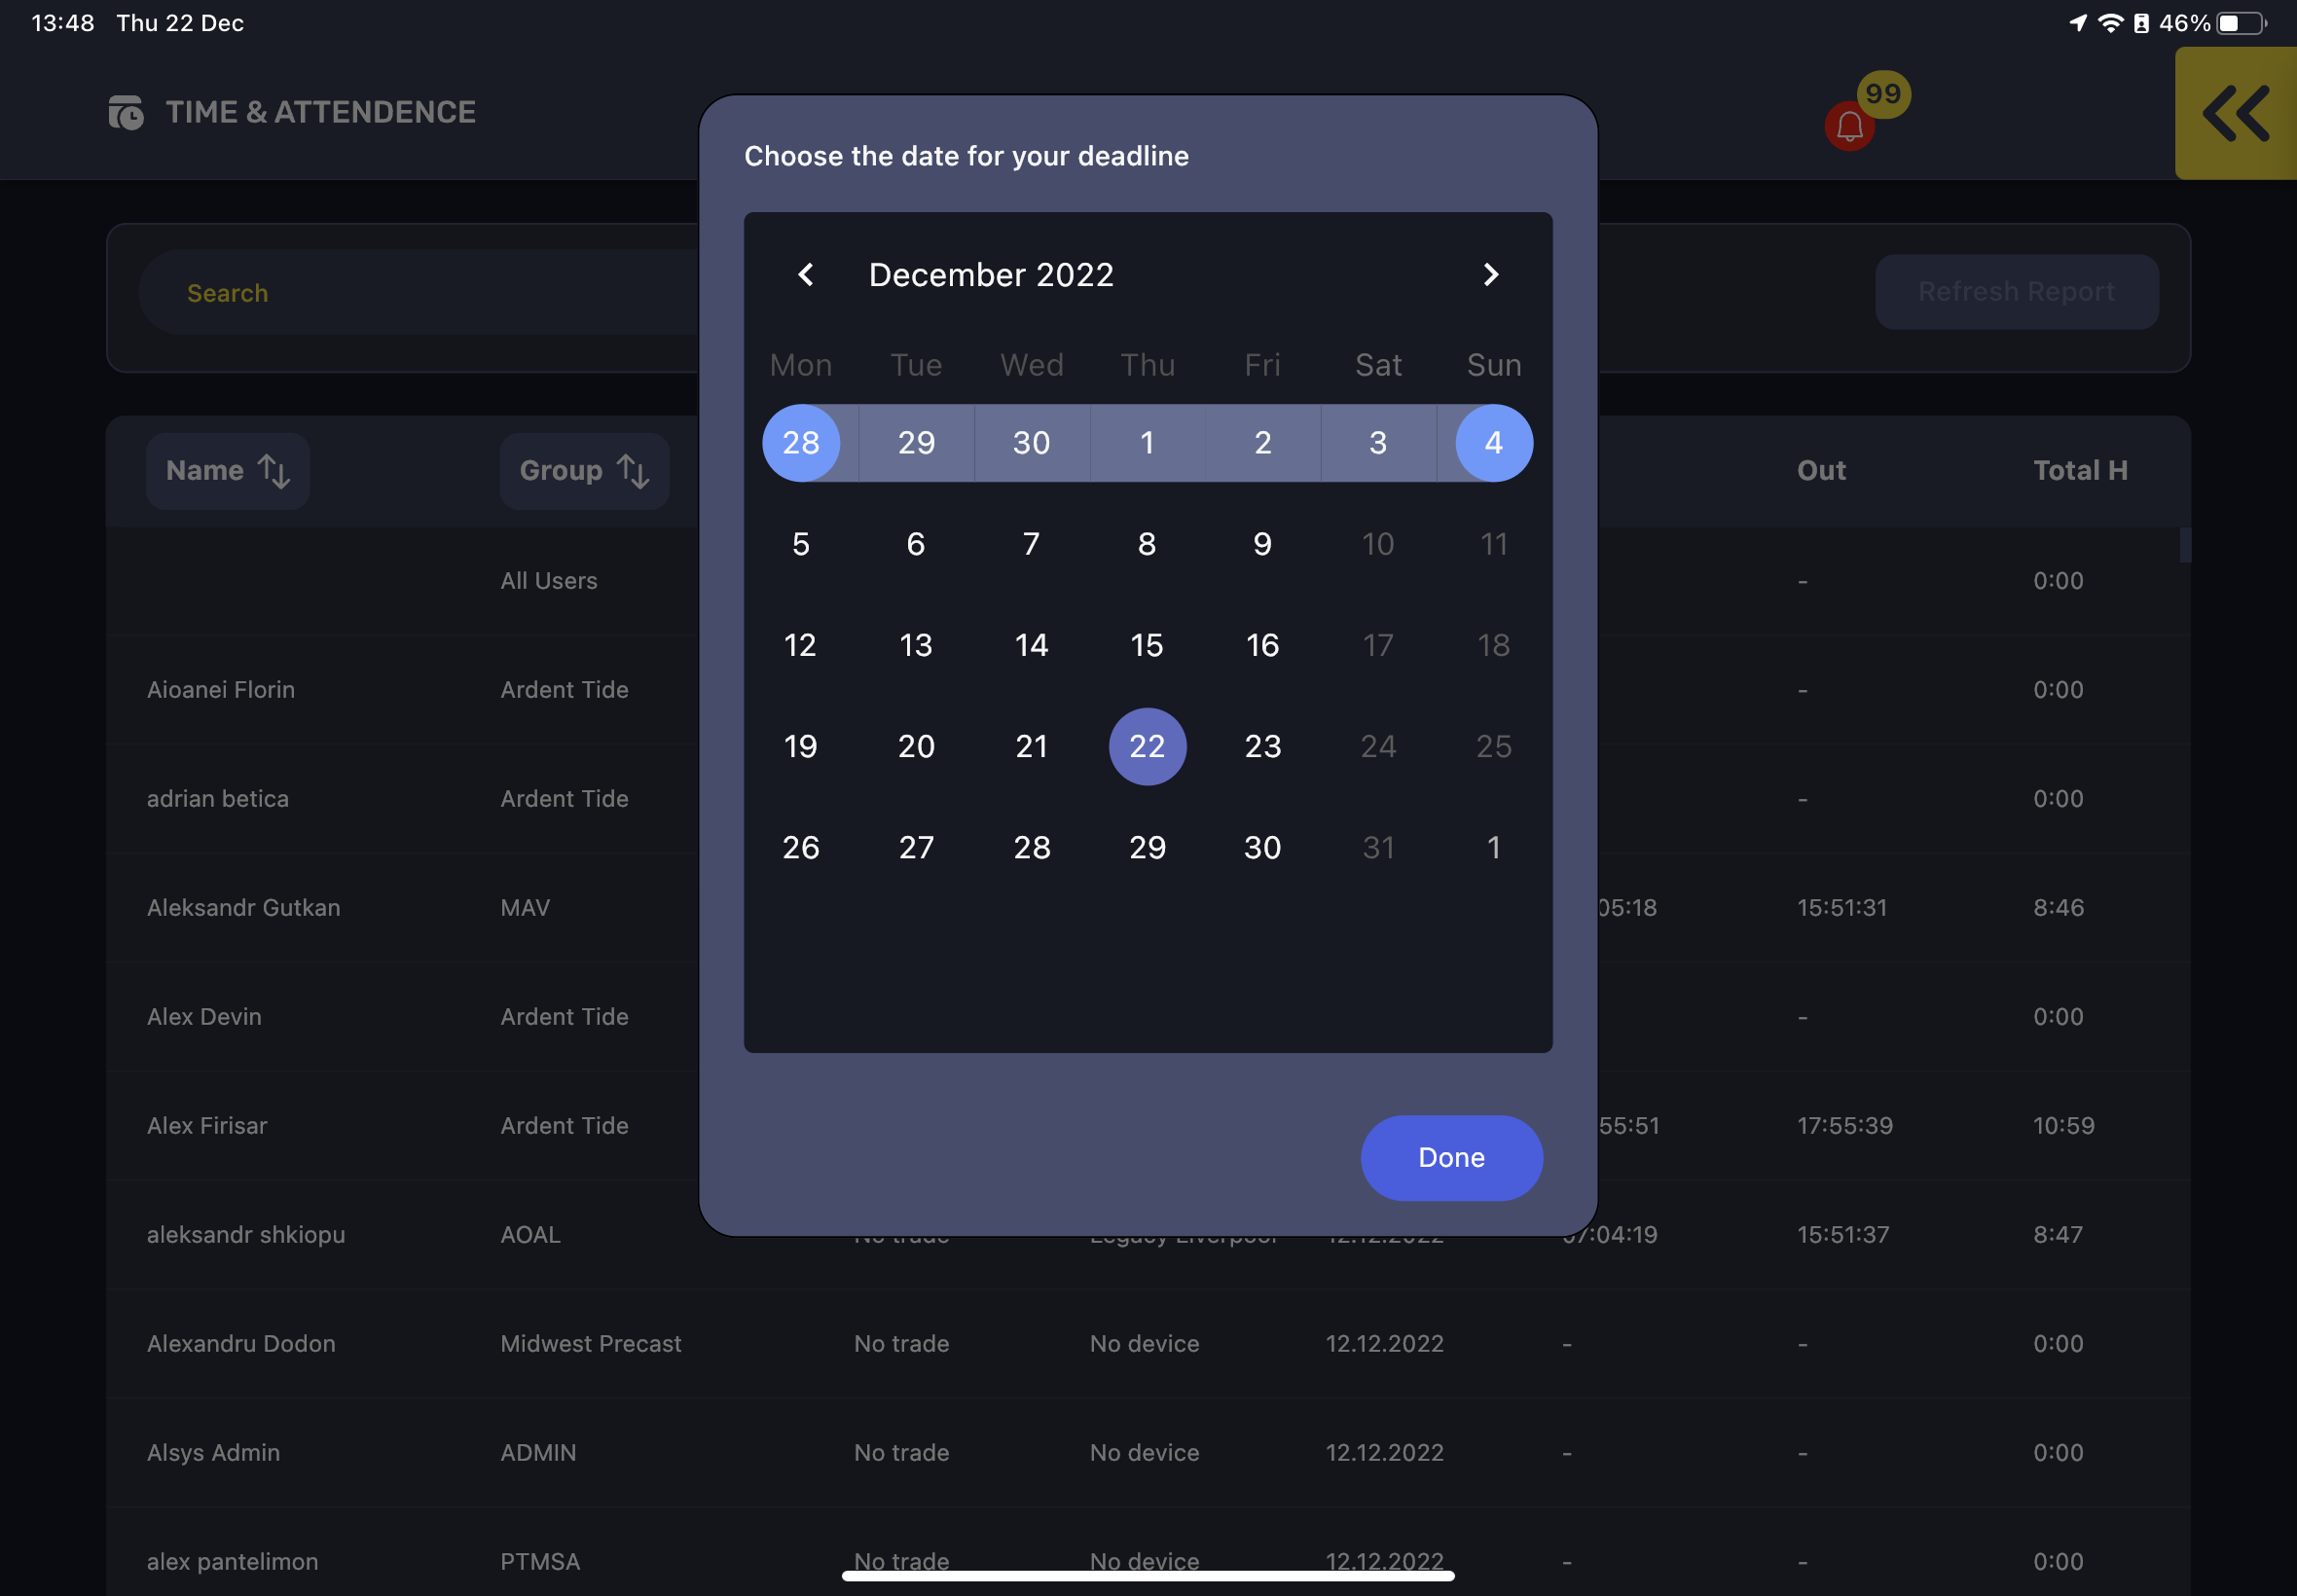 13:48 Thu 22 Dec 46%
TIME & ATTENDENCE
99
Choose the date for your deadline
Search
Refresh Report
December 2022
Mon Tue Wed Thu Fri Sat Sun
28 29 30 1 2 3 4
5 6 7 8 9 10 11
12 13 14 15 16 17 18
19 20 21 22 23 24 25
26 27 28 29 30 31 1
Done
Name Group Out Total H
All Users - 0:00
Aioanei Florin Ardent Tide - 0:00
adrian betica Ardent Tide - 0:00
Aleksandr Gutkan MAV 05:18 15:51:31 8:46
Alex Devin Ardent Tide - 0:00
Alex Firisar Ardent Tide 55:51 17:55:39 10:59
aleksandr shkiopu AOAL No trade Legacy Liverpool 12.12.2022 07:04:19 15:51:37 8:47
Alexandru Dodon Midwest Precast No trade No device 12.12.2022 - - 0:00
Alsys Admin ADMIN No trade No device 12.12.2022 - - 0:00
alex pantelimon PTMSA No trade No device 12.12.2022 - - 0:00